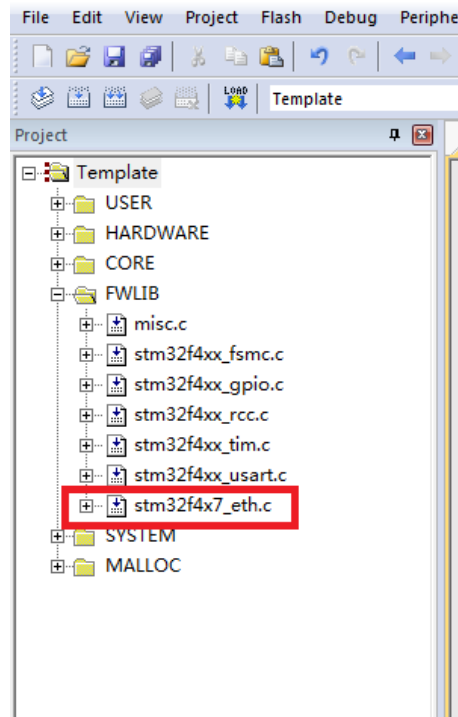 File Edit View Project Flash Debug Periphe
LOAD Template
Project
Template
USER
HARDWARE
CORE
FWLIB
misc.c
stm32f4xx_fsmc.c
stm32f4xx_gpio.c
stm32f4xx_rcc.c
stm32f4xx_tim.c
stm32f4xx_usart.c
stm32f4x7_eth.c
SYSTEM
MALLOC